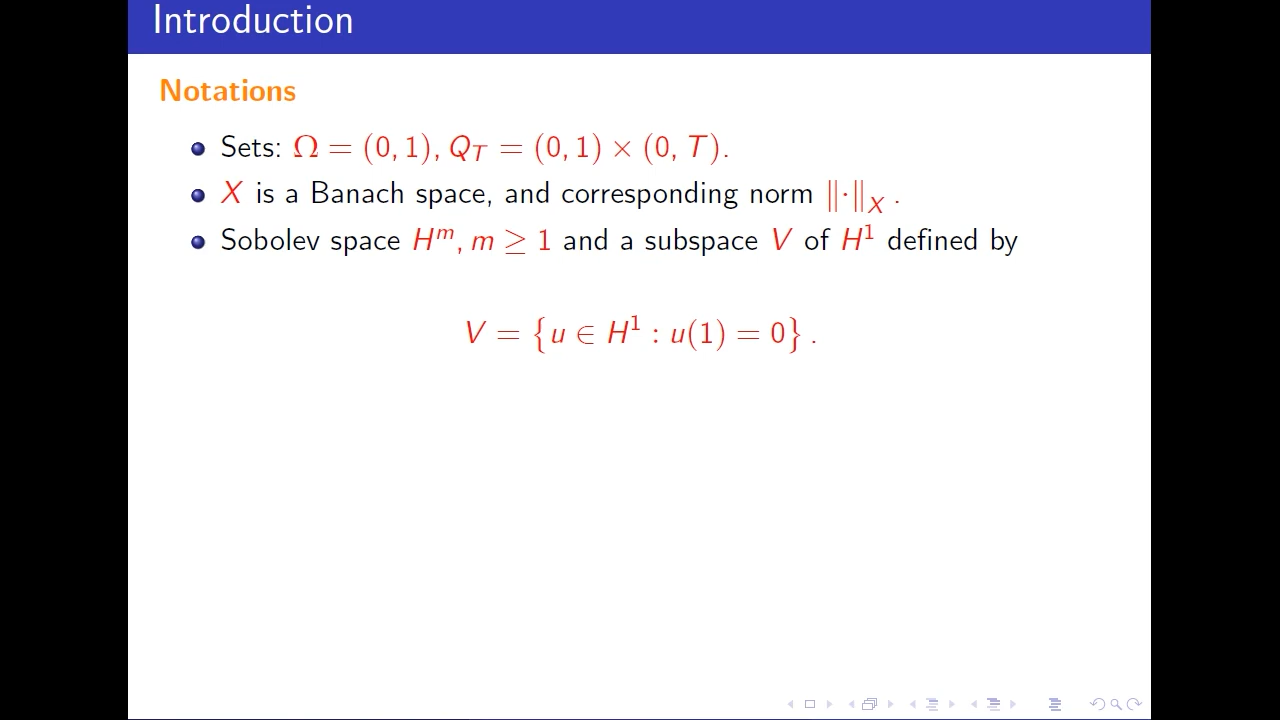 Introduction
Notations
Sets: Ω = (0, 1), Q_T = (0, 1) × (0, T).
X is a Banach space, and corresponding norm ‖·‖_X .
Sobolev space H^m, m ≥ 1 and a subspace V of H^1 defined by
V = {u ∈ H^1 : u(1) = 0} .